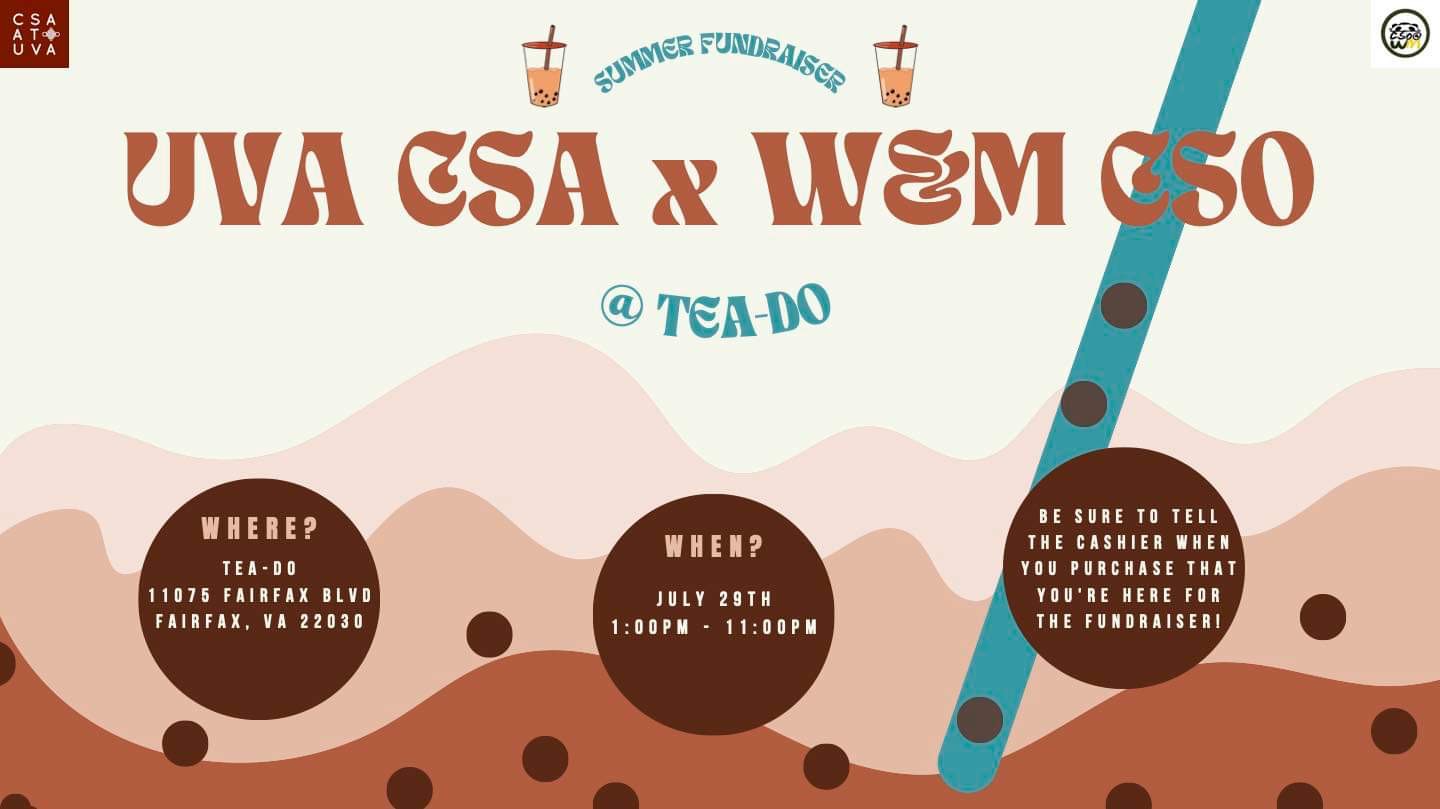 CSA
AT
UVA
CSO@
WM
SUMMER FUNDRAISER
UVA CSA x W&M CSO
@ TEA-DO
WHERE?
TEA-DO
11075 FAIRFAX BLVD
FAIRFAX, VA 22030
WHEN?
JULY 29TH
1:00PM - 11:00PM
BE SURE TO TELL
THE CASHIER WHEN
YOU PURCHASE THAT
YOU'RE HERE FOR
THE FUNDRAISER!